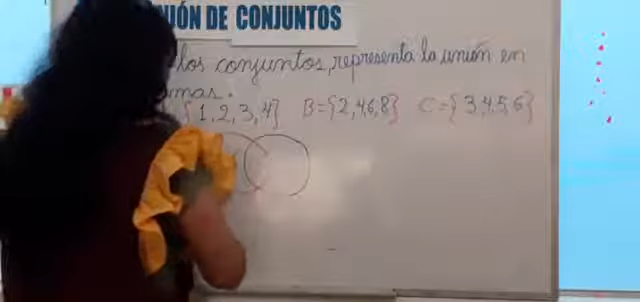 UNIÓN DE CONJUNTOS
los conjuntos, representa la unión en
{1, 2, 3, 4} B={2,4,6,8} C={3,4,5,6}